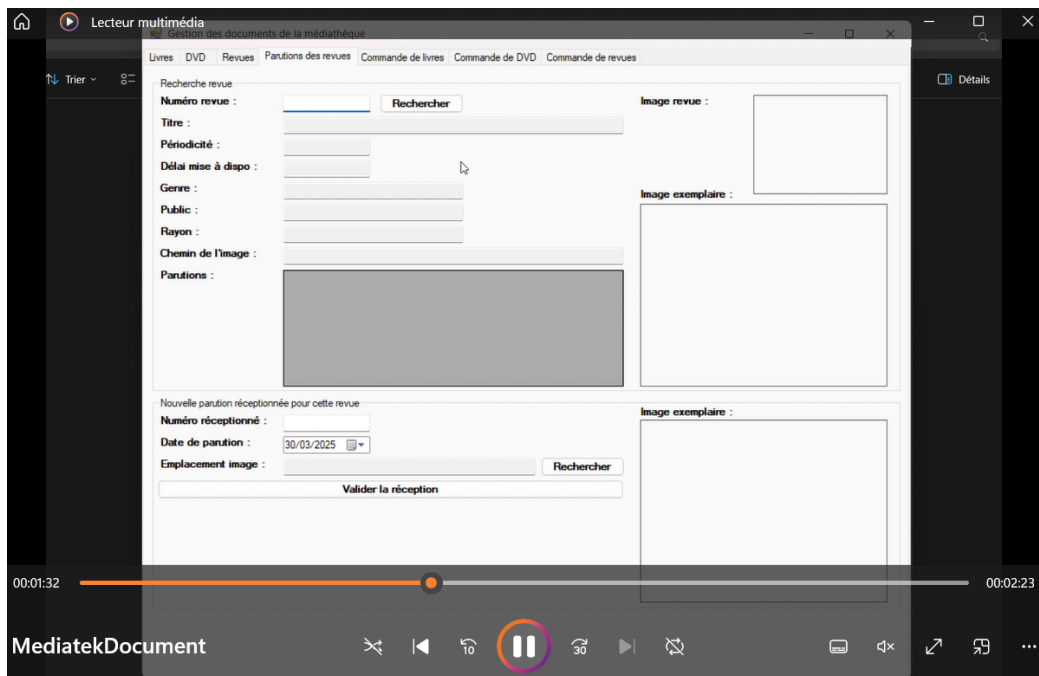 Lecteur multimédia
Gestion des documents de la médiathèque
Livres DVD Revues Parutions des revues Commande de livres Commande de DVD Commande de revues
Trier
Détails
Recherche revue
Numéro revue :
Rechercher
Image revue :
Titre :
Périodicité :
Délai mise à dispo :
Genre :
Image exemplaire :
Public :
Rayon :
Chemin de l'image :
Parutions :
Nouvelle parution réceptionnée pour cette revue
Image exemplaire :
Numéro réceptionné :
Date de parution :
30/03/2025
Emplacement image :
Rechercher
Valider la réception
00:01:32
00:02:23
MediatekDocument
10
30